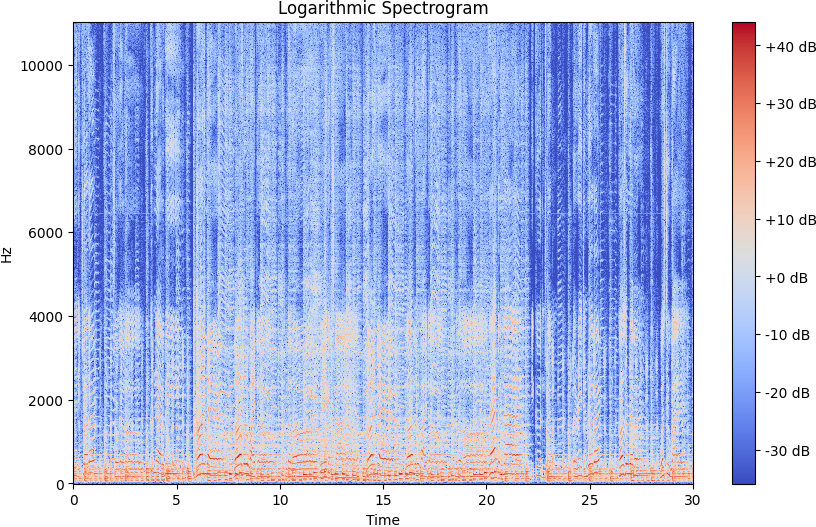 Logarithmic Spectrogram
Hz
10000
8000
6000
4000
2000
0
0 5 10 15 20 25 30
Time
+40 dB
+30 dB
+20 dB
+10 dB
+0 dB
-10 dB
-20 dB
-30 dB